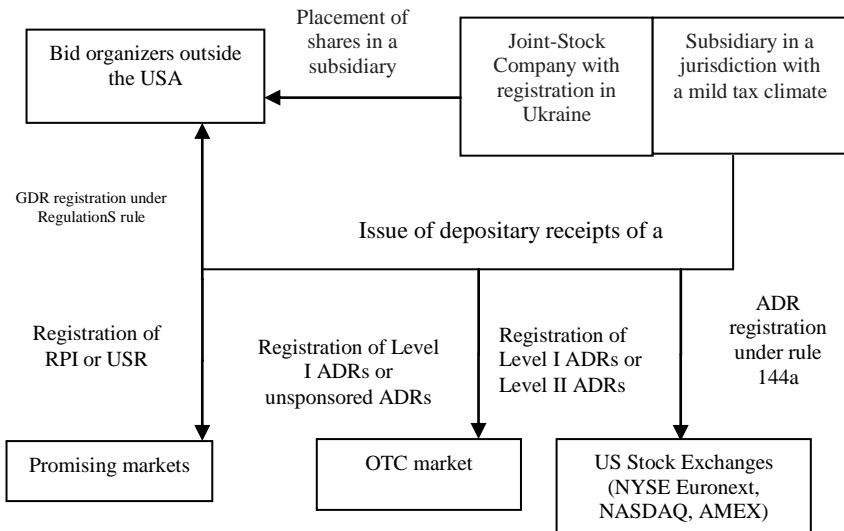 Placement of
shares in a
subsidiary
Bid organizers outside
the USA
Joint-Stock
Company with
registration in
Ukraine
Subsidiary in a
jurisdiction with
a mild tax climate
GDR registration under
RegulationS rule
Issue of depositary receipts of a
Registration of
RPI or USR
Registration of Level
I ADRs or
unsponsored ADRs
Registration of
Level I ADRs or
Level II ADRs
ADR
registration
under rule
144a
Promising markets
OTC market
US Stock Exchanges
(NYSE Euronext,
NASDAQ, AMEX)